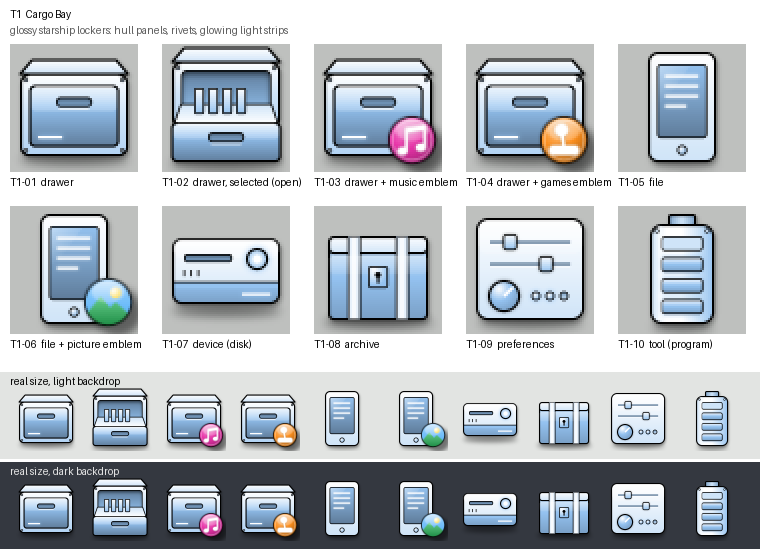 T1 Cargo Bay
glossy starship lockers: hull panels, rivets, glowing light strips
T1-01 drawer
T1-02 drawer, selected (open)
T1-03 drawer + music emblem
T1-04 drawer + games emblem
T1-05 file
T1-06 file + picture emblem
T1-07 device (disk)
T1-08 archive
T1-09 preferences
T1-10 tool (program)
real size, light backdrop
real size, dark backdrop